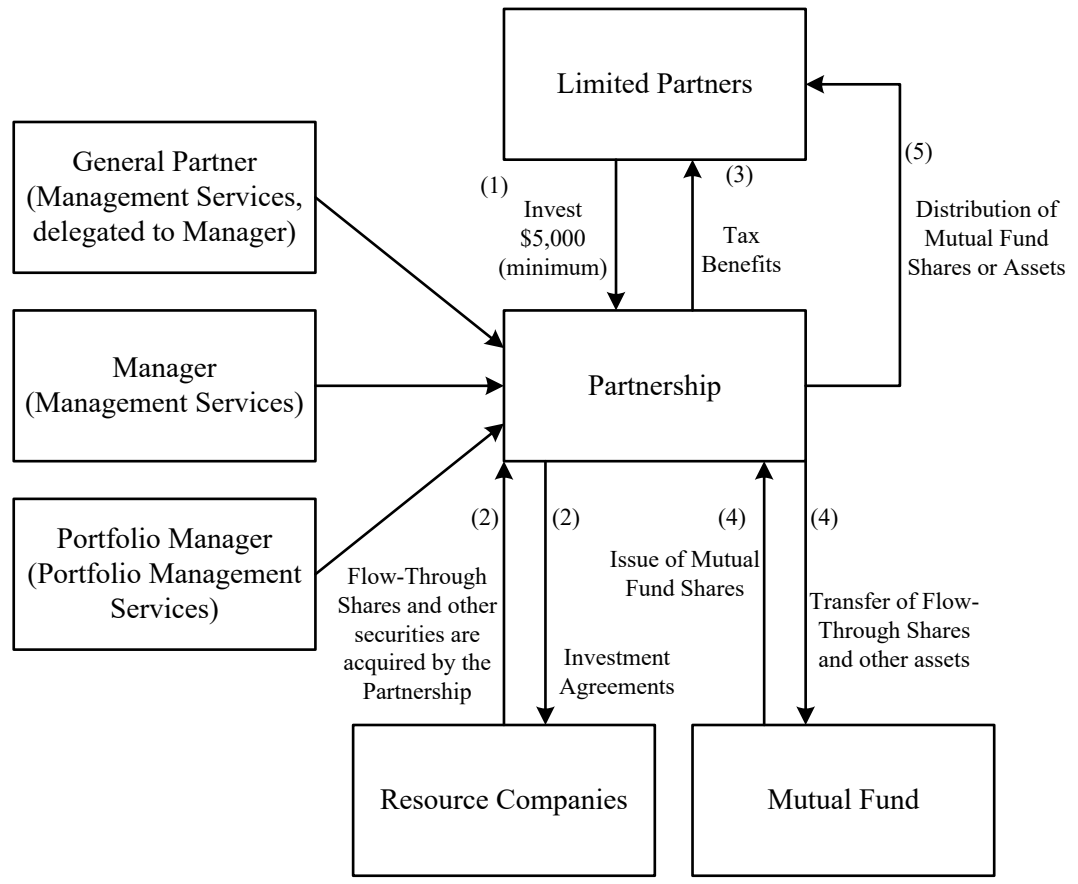 Limited Partners
General Partner
(Management Services,
delegated to Manager)
(1)
Invest
$5,000
(minimum)
(3)
Tax
Benefits
(5)
Distribution of
Mutual Fund
Shares or Assets
Manager
(Management Services)
Partnership
Portfolio Manager
(Portfolio Management
Services)
(2)
Flow-Through
Shares and other
securities are
acquired by the
Partnership
(2)
Investment
Agreements
(4)
Issue of Mutual
Fund Shares
(4)
Transfer of Flow-
Through Shares
and other assets
Resource Companies
Mutual Fund